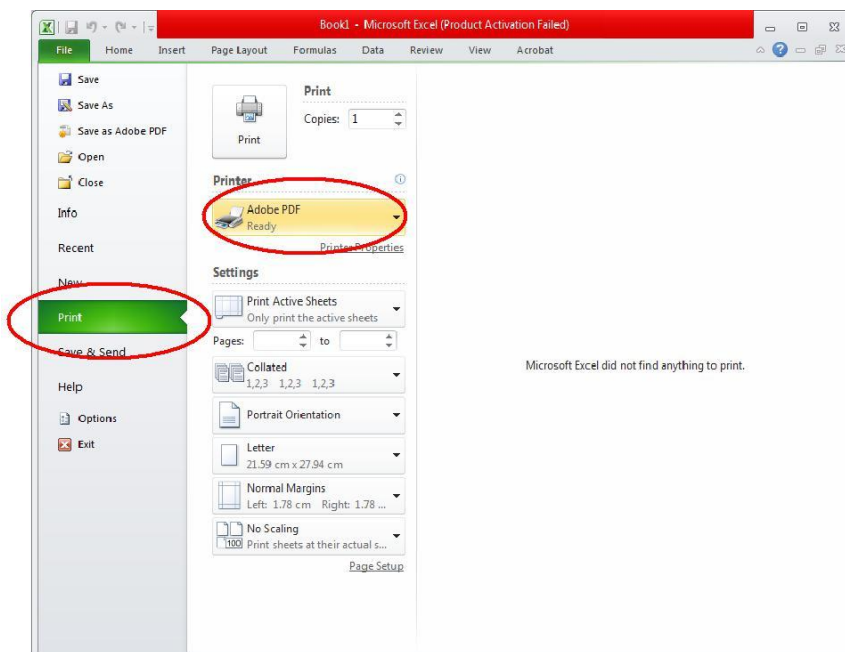 Book1 - Microsoft Excel (Product Activation Failed)
File Home Insert Page Layout Formulas Data Review View Acrobat
Save
Save As
Save as Adobe PDF
Open
Close
Info
Recent
New
Print
Save & Send
Help
Options
Exit
Print
Print
Copies: 1
Printer
Adobe PDF
Ready
Printer Properties
Settings
Print Active Sheets
Only print the active sheets
Pages: to
Collated
1,2,3 1,2,3 1,2,3
Portrait Orientation
Letter
21.59 cm x 27.94 cm
Normal Margins
Left: 1.78 cm Right: 1.78 ...
No Scaling
100 Print sheets at their actual s...
Page Setup
Microsoft Excel did not find anything to print.